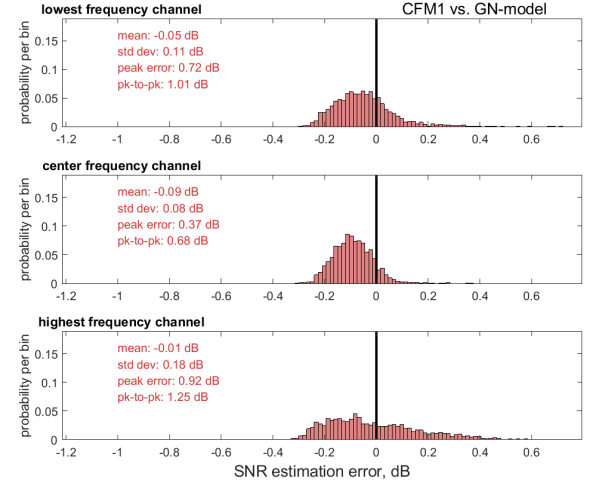 lowest frequency channel
CFM1 vs. GN-model
mean: -0.05 dB
std dev: 0.11 dB
peak error: 0.72 dB
pk-to-pk: 1.01 dB
probability per bin
0.15
0.1
0.05
0
-1.2 -1 -0.8 -0.6 -0.4 -0.2 0 0.2 0.4 0.6
center frequency channel
mean: -0.09 dB
std dev: 0.08 dB
peak error: 0.37 dB
pk-to-pk: 0.68 dB
probability per bin
0.15
0.1
0.05
0
-1.2 -1 -0.8 -0.6 -0.4 -0.2 0 0.2 0.4 0.6
highest frequency channel
mean: -0.01 dB
std dev: 0.18 dB
peak error: 0.92 dB
pk-to-pk: 1.25 dB
probability per bin
0.15
0.1
0.05
0
-1.2 -1 -0.8 -0.6 -0.4 -0.2 0 0.2 0.4 0.6
SNR estimation error, dB